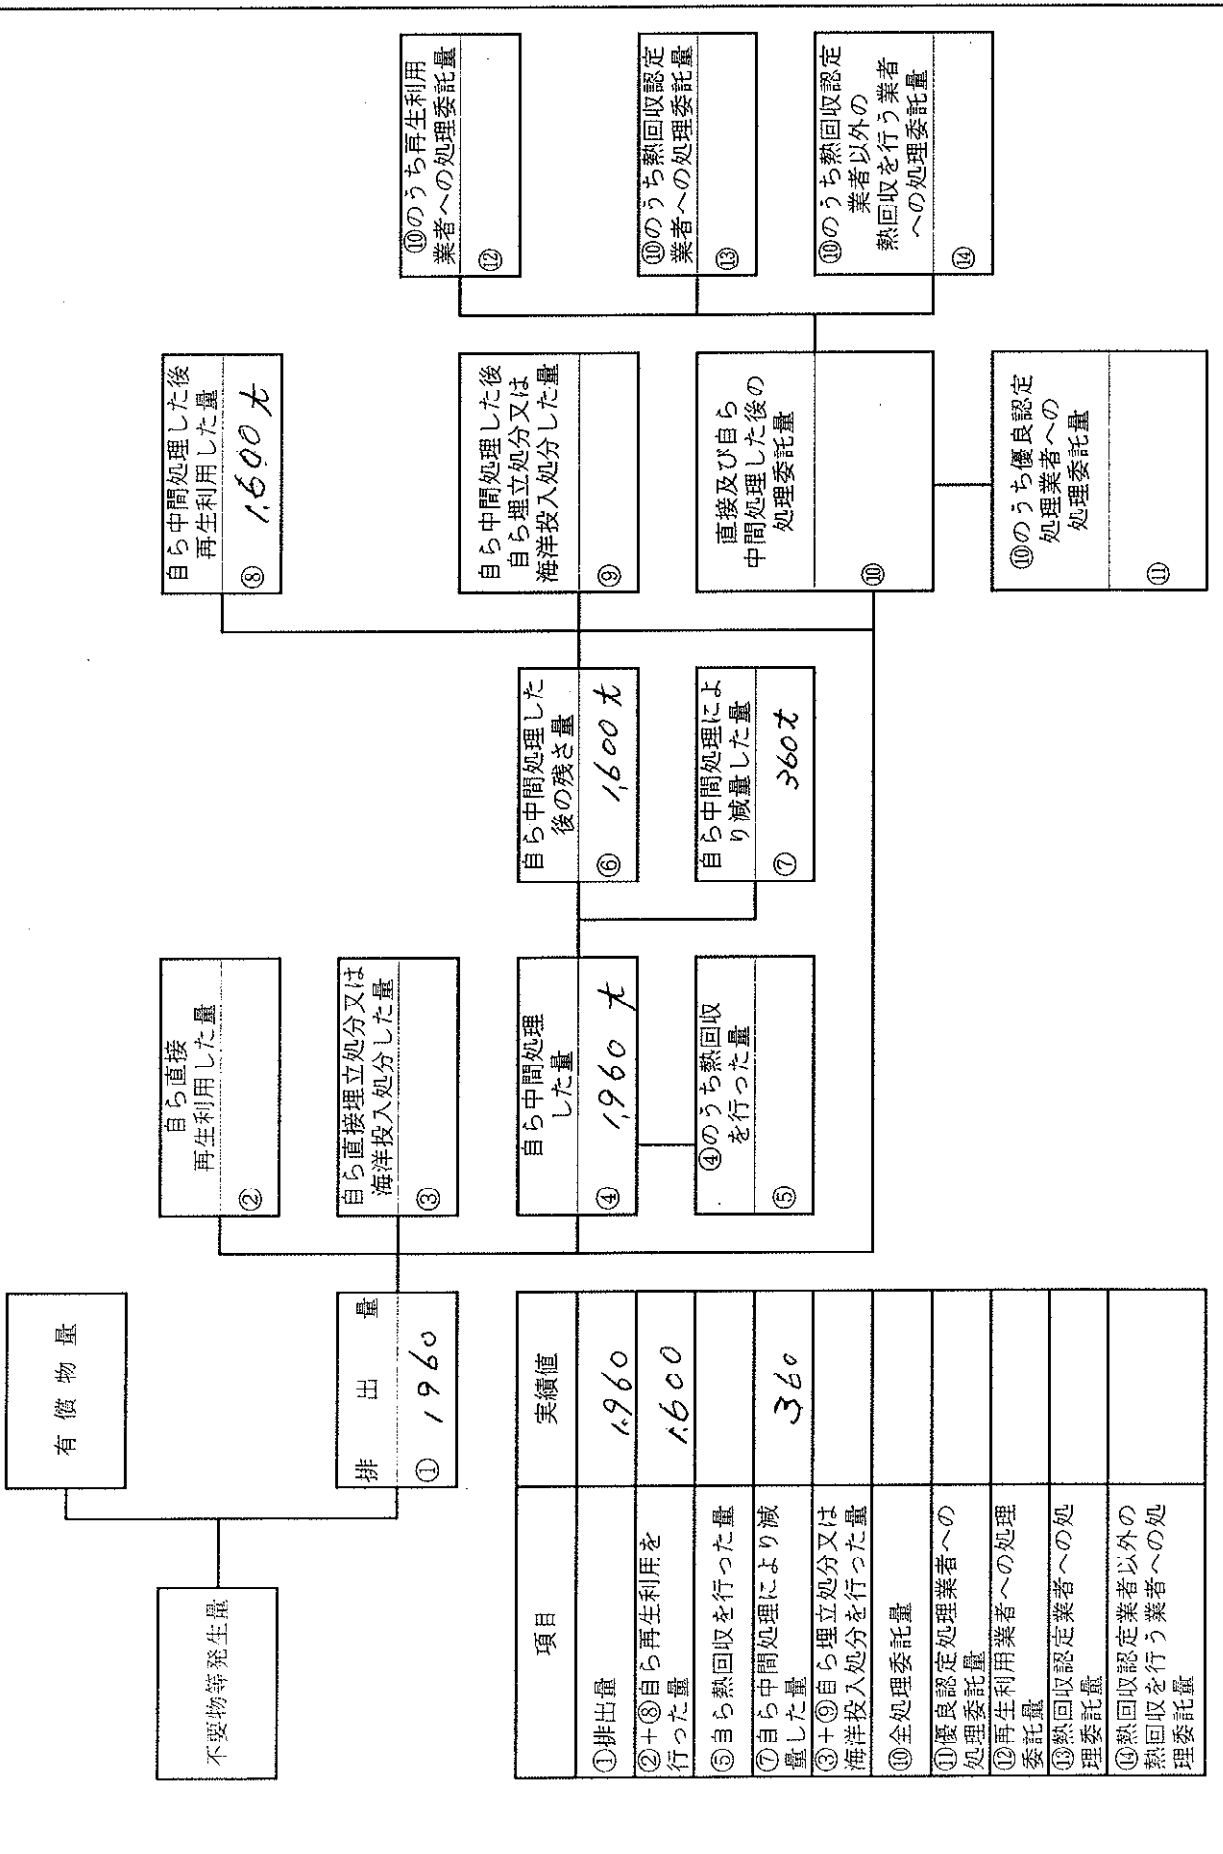 不要物等発生量
有償物量
排出量
① 1960
自ら直接
再生利用した量
②
自ら直接埋立処分又は
海洋投入処分した量
③
自ら中間処理
した量
④ 1,960 t
④のうち熱回収
を行った量
⑤
自ら中間処理した
後の残さ量
⑥ 1,600 t
自ら中間処理によ
り減量した量
⑦ 360t
自ら中間処理した後
再生利用した量
⑧ 1.600 t
自ら中間処理した後
自ら埋立処分又は
海洋投入処分した量
⑨
直接及び自ら
中間処理した後の
処理委託量
⑩
⑩のうち優良認定
処理業者への
処理委託量
⑪
⑩のうち再生利用
業者への処理委託量
⑫
⑩のうち熱回収認定
業者への処理委託量
⑬
⑩のうち熱回収認定
業者以外の
熱回収を行う業者
への処理委託量
⑭
項目 実績値
①排出量 1.960
②+⑧自ら再生利用を
行った量 1.600
⑤自ら熱回収を行った量
⑦自ら中間処理により減
量した量 360
③+⑨自ら埋立処分又は
海洋投入処分を行った量
⑩全処理委託量
⑪優良認定処理業者への
処理委託量
⑫再生利用業者への処理
委託量
⑬熱回収認定業者への処
理委託量
⑭熱回収認定業者以外の
熱回収を行う業者への処
理委託量